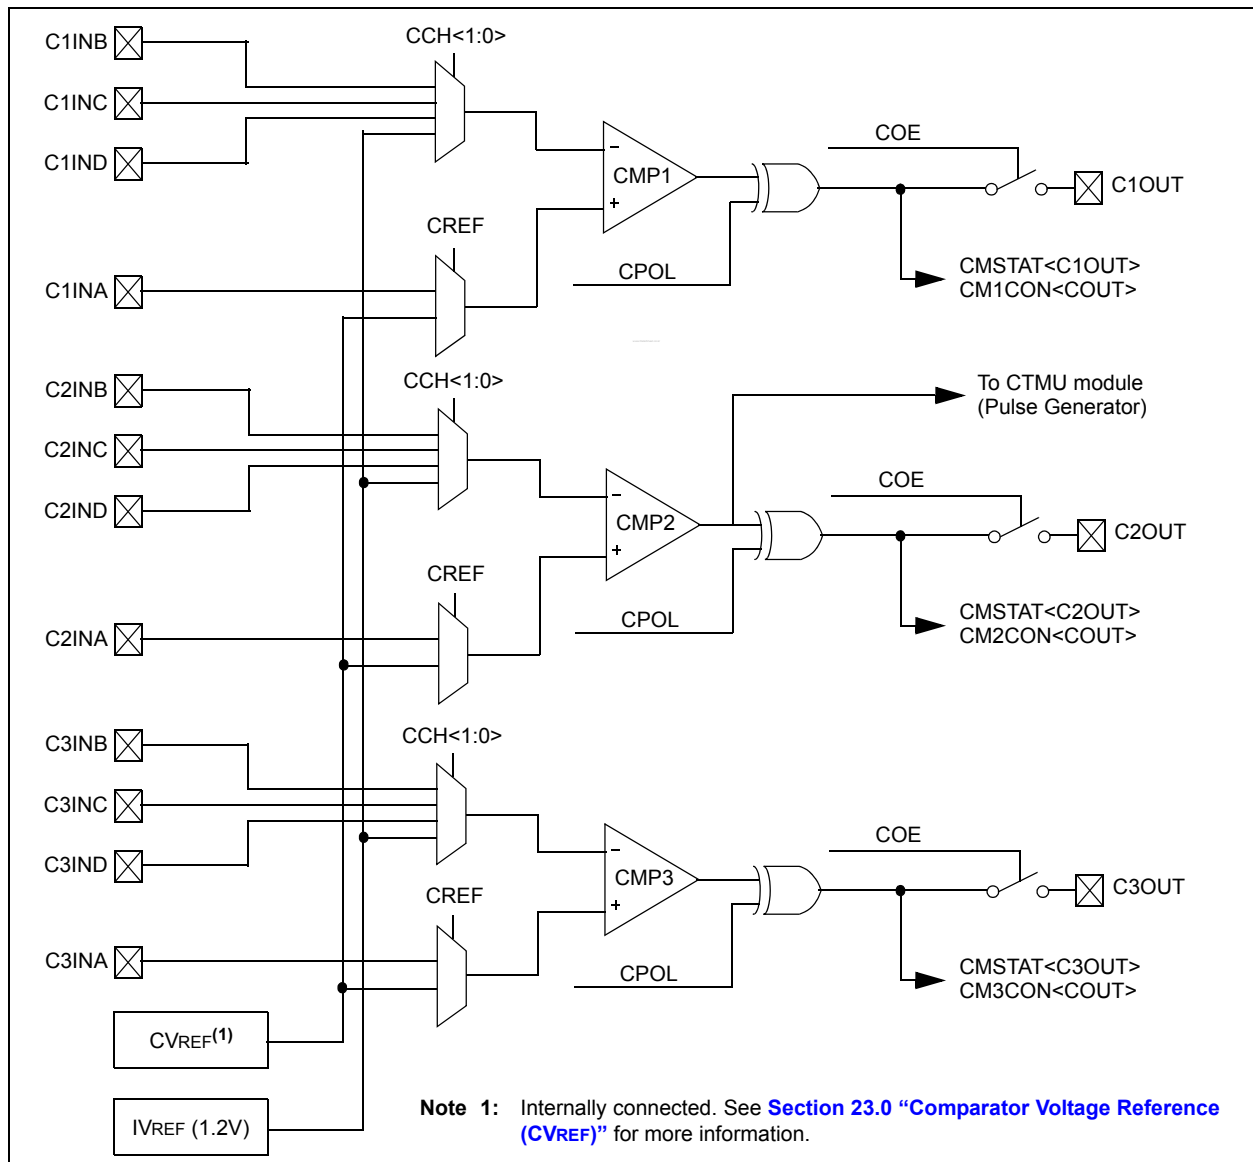 C1INB
CCH<1:0>
C1INC
C1IND
COE
CMP1
C1OUT
-
+
CREF
C1INA
CPOL
CMSTAT<C1OUT>
CM1CON<COUT>
C2INB
CCH<1:0>
To CTMU module
(Pulse Generator)
C2INC
C2IND
COE
CMP2
C2OUT
-
+
CREF
C2INA
CPOL
CMSTAT<C2OUT>
CM2CON<COUT>
C3INB
CCH<1:0>
C3INC
C3IND
COE
CMP3
C3OUT
-
+
CREF
C3INA
CPOL
CMSTAT<C3OUT>
CM3CON<COUT>
CVREF(1)
IVREF (1.2V)
Note 1: Internally connected. See Section 23.0 “Comparator Voltage Reference
(CVREF)” for more information.